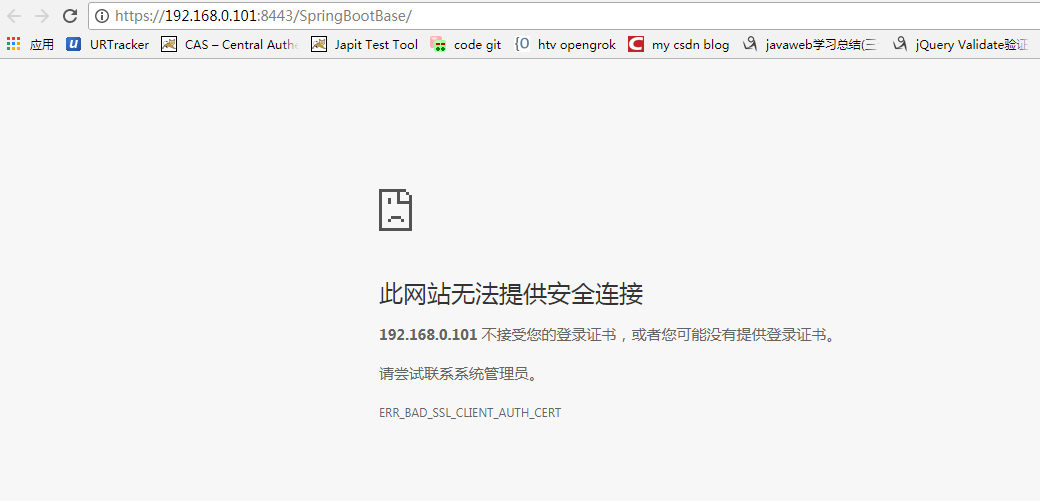 https://192.168.0.101:8443/SpringBootBase/
应用 URTracker CAS – Central Authe Japit Test Tool code git {O htv opengrok my csdn blog javaweb学习总结(三 jQuery Validate验证
此网站无法提供安全连接
192.168.0.101 不接受您的登录证书，或者您可能没有提供登录证书。
请尝试联系系统管理员。
ERR_BAD_SSL_CLIENT_AUTH_CERT